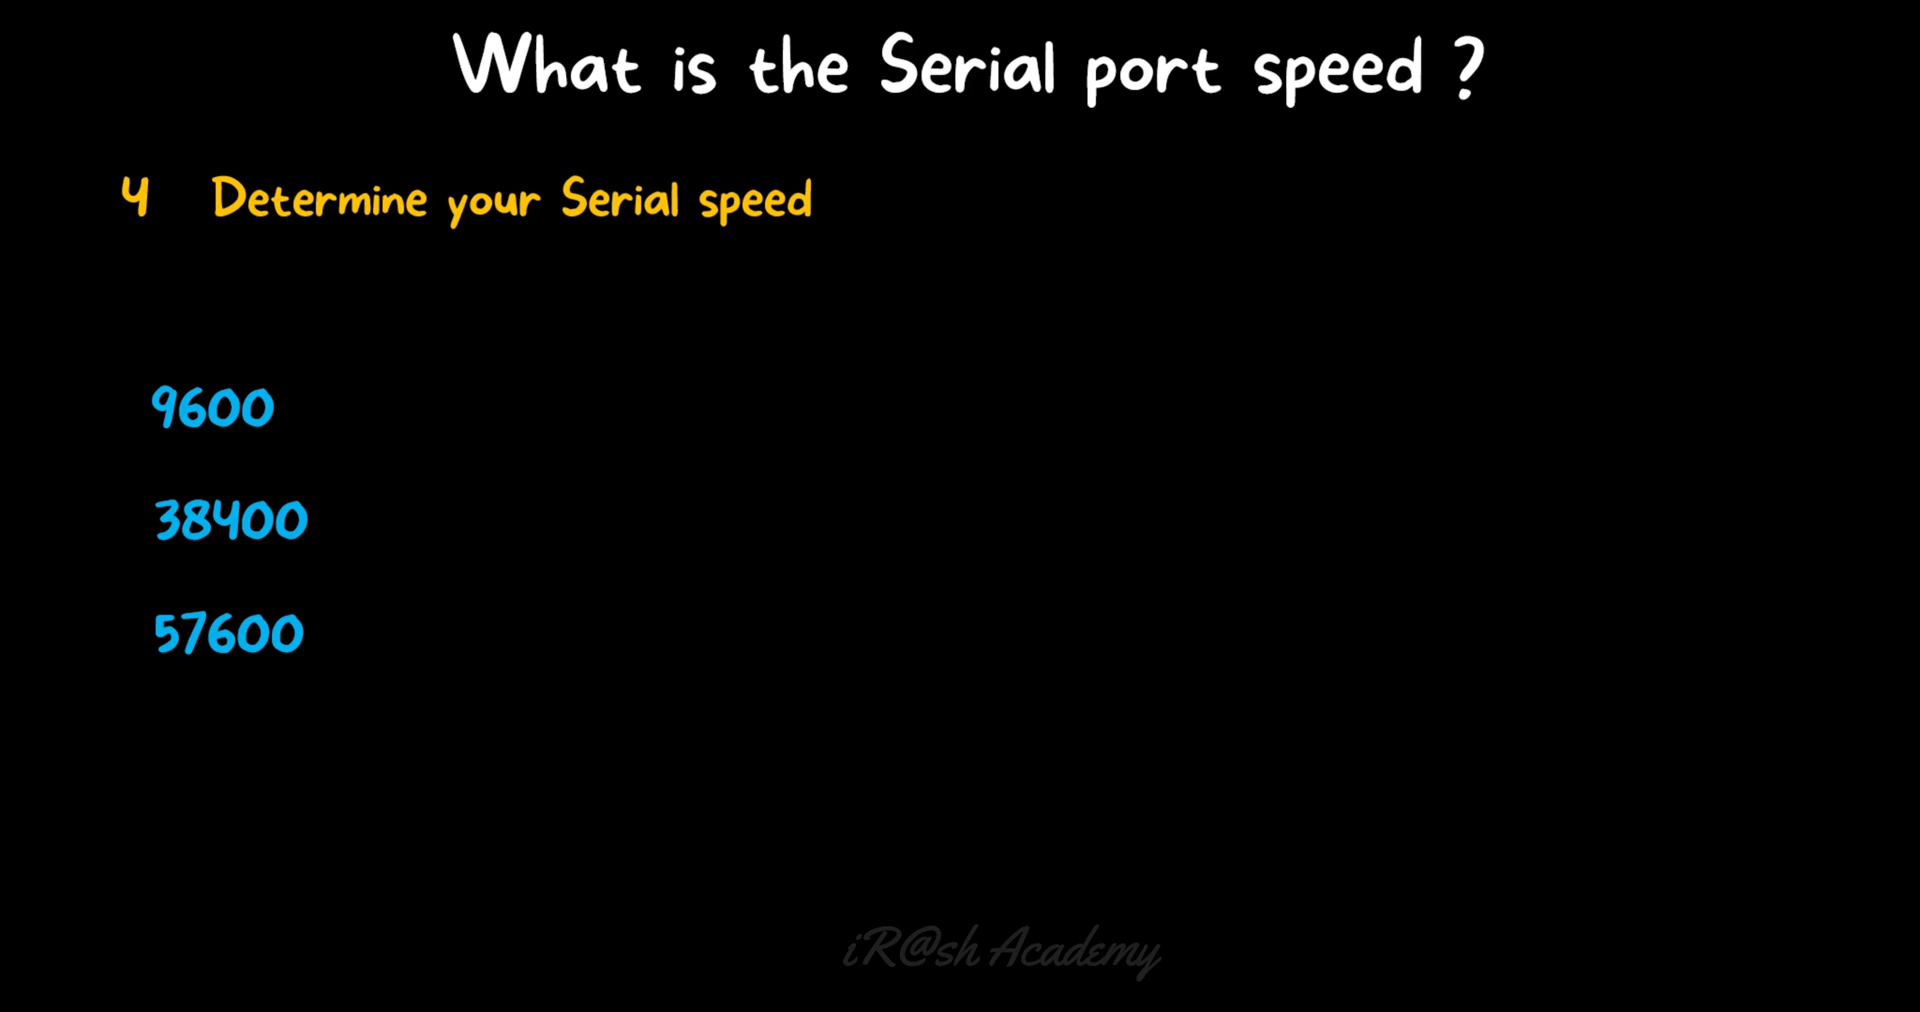 What is the Serial port speed ?
4 Determine your Serial speed
9600
38400
57600
iR@sh Academy